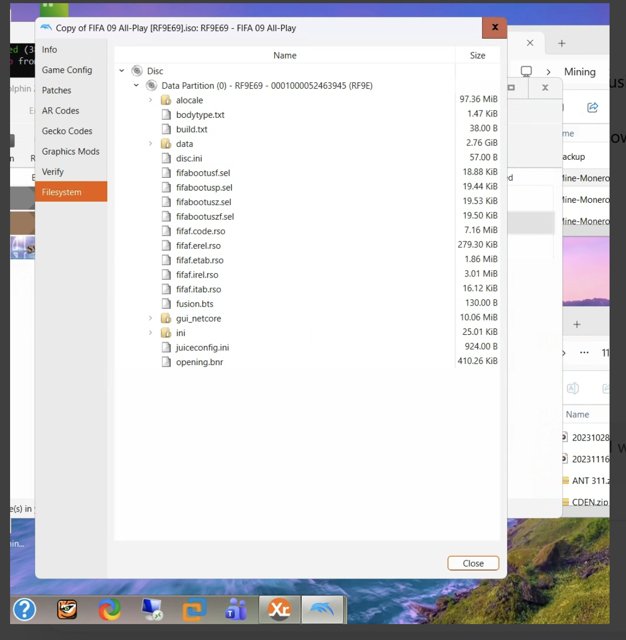 Copy of FIFA 09 All-Play [RF9E69].iso: RF9E69 - FIFA 09 All-Play
Info
Game Config
Patches
AR Codes
Gecko Codes
Graphics Mods
Verify
Filesystem
Name Size
Disc
Data Partition (0) - RF9E69 - 0001000052463945 (RF9E)
alocale 97.36 MiB
bodytype.txt 1.47 KiB
build.txt 38.00 B
data 2.76 GiB
disc.ini 57.00 B
fifabootusf.sel 18.88 KiB
fifabootusp.sel 19.44 KiB
fifabootusz.sel 19.53 KiB
fifabootuszf.sel 19.50 KiB
fifaf.code.rso 7.16 MiB
fifaf.erel.rso 279.30 KiB
fifaf.etab.rso 1.86 MiB
fifaf.irel.rso 3.01 MiB
fifaf.itab.rso 16.12 KiB
fusion.bts 130.00 B
gui_netcore 10.06 MiB
ini 25.01 KiB
juiceconfig.ini 924.00 B
opening.bnr 410.26 KiB
Close
Mining
us
me
ow
ackup
Mine-Monero
Mine-Monero
Mine-Monero
11
Name
20231028
20231116
ANT 311.z
CDEN.zip
Xr